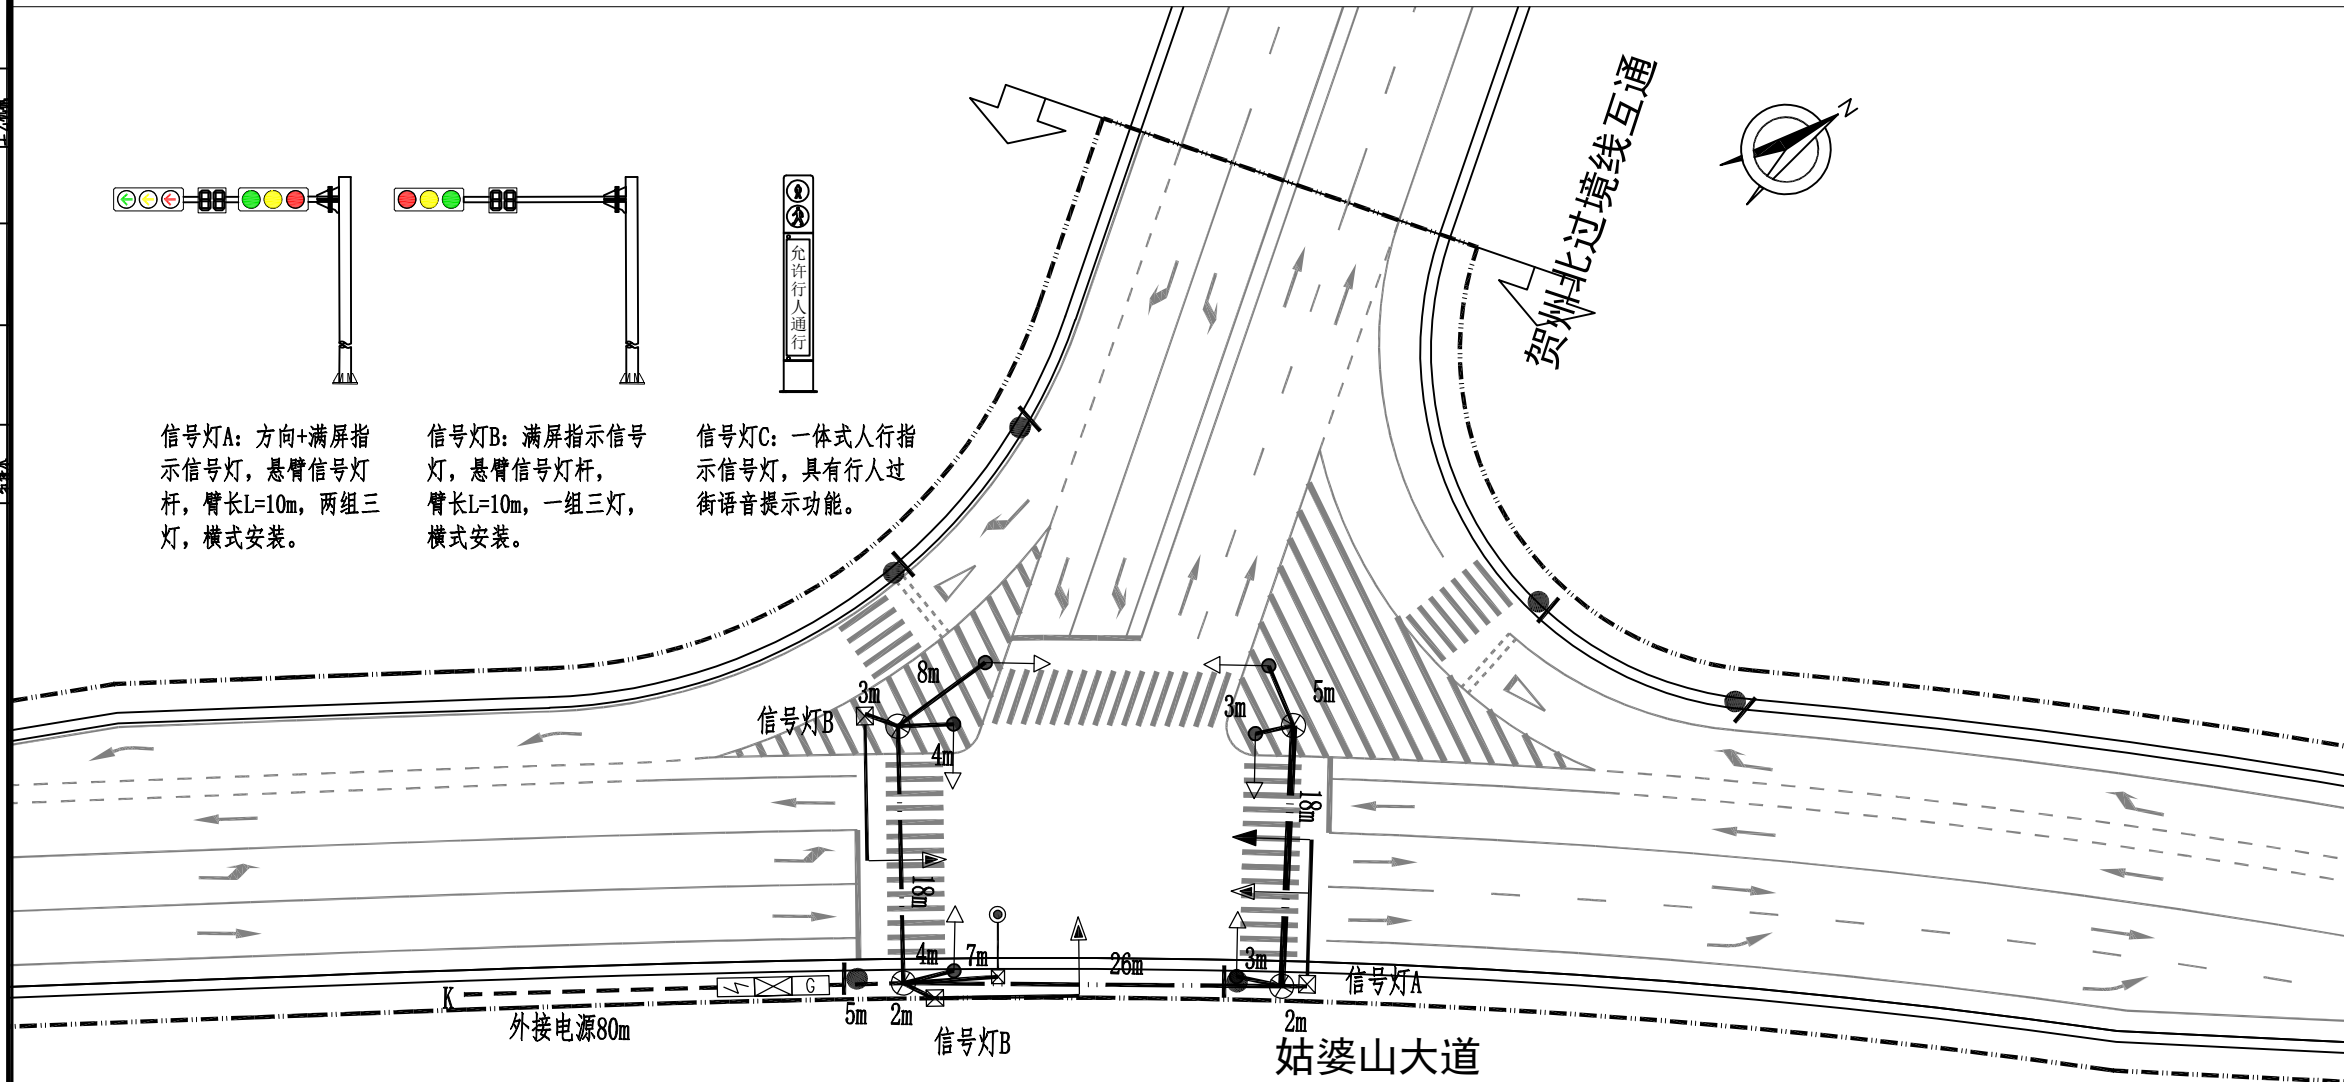 N
贺州北过境线互通
允许行人通行
信号灯A：方向+满屏指
示信号灯，悬臂信号灯
杆，臂长L=10m，两组三
灯，横式安装。
信号灯B：满屏指示信号
灯，悬臂信号灯杆，
臂长L=10m，一组三灯，
横式安装。
信号灯C：一体式人行指
示信号灯，具有行人过
街语音提示功能。
8m
3m
信号灯B
4m
5m
3m
18m
18m
4m
7m
26m
3m
信号灯A
K
G
外接电源80m
5m
2m
信号灯B
2m
姑婆山大道